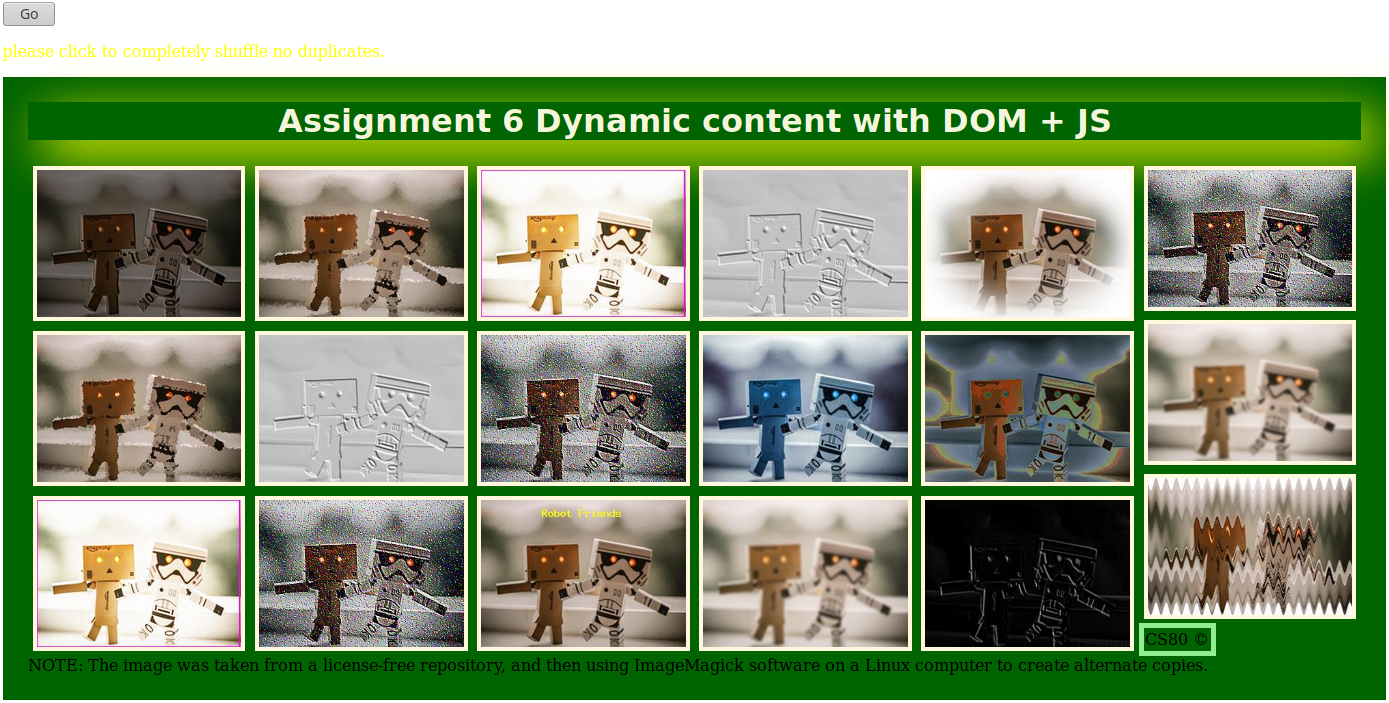 Go
please click to completely shuffle no duplicates.
Assignment 6 Dynamic content with DOM + JS
Robot Friends
CS80 ©
NOTE: The image was taken from a license-free repository, and then using ImageMagick software on a Linux computer to create alternate copies.